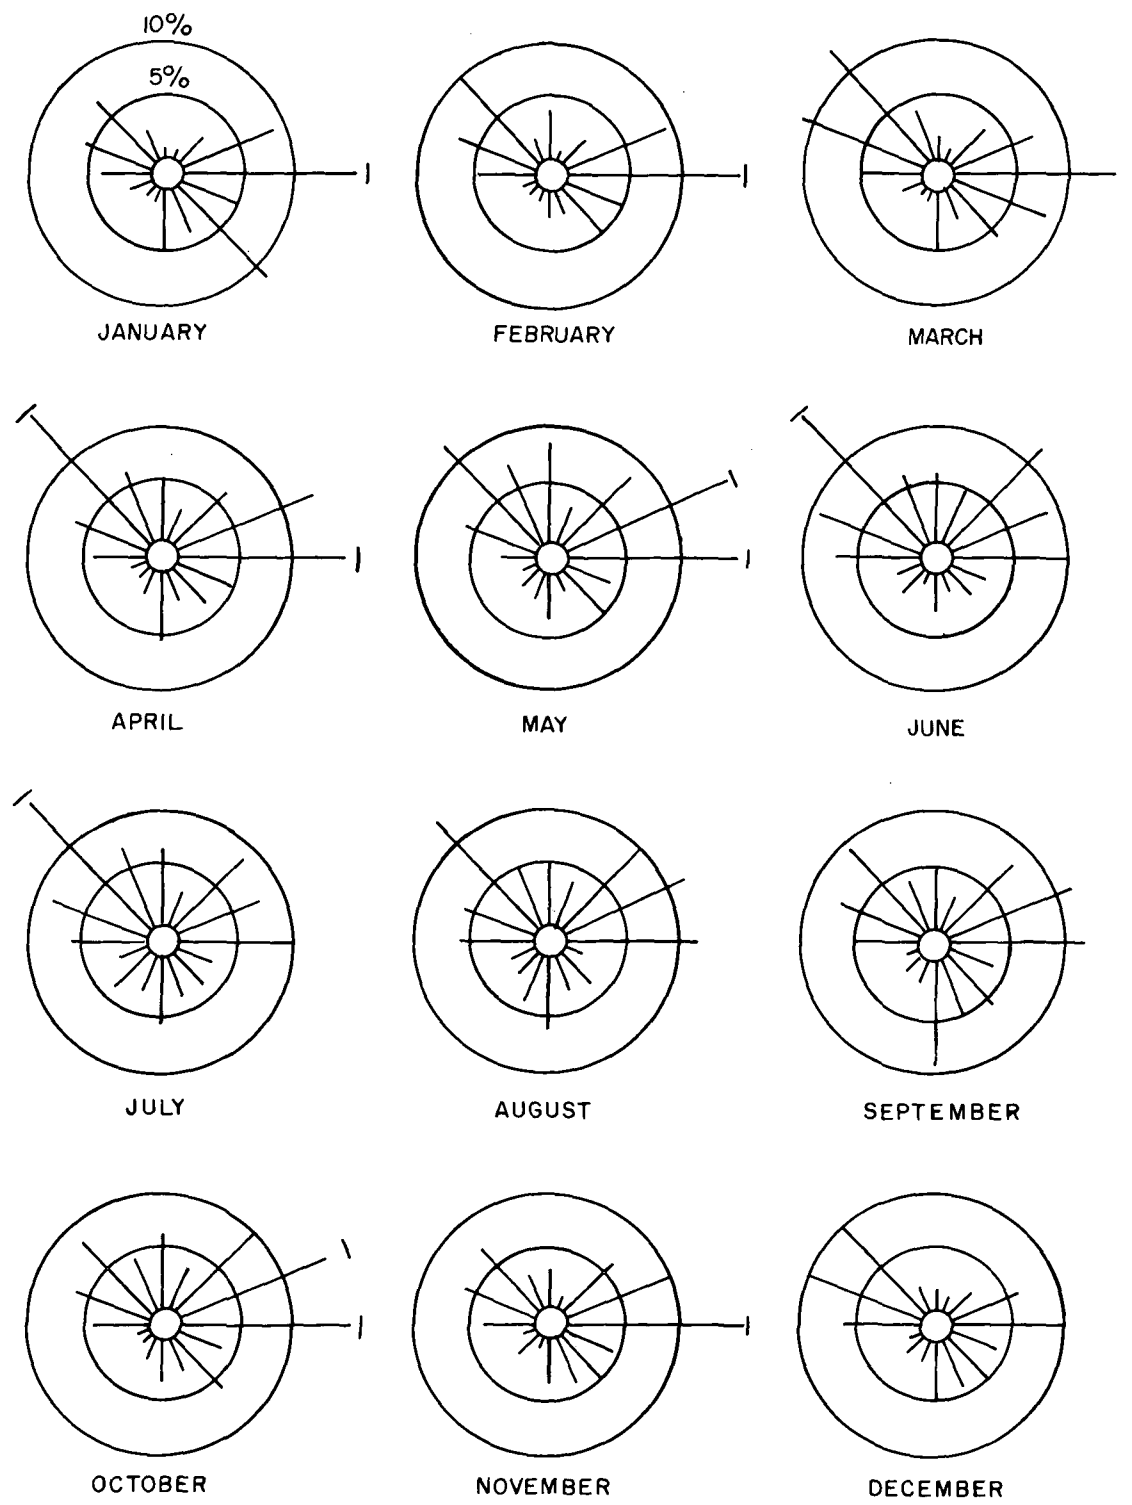 10%
5%
JANUARY
FEBRUARY
MARCH
APRIL
MAY
JUNE
JULY
AUGUST
SEPTEMBER
OCTOBER
NOVEMBER
DECEMBER